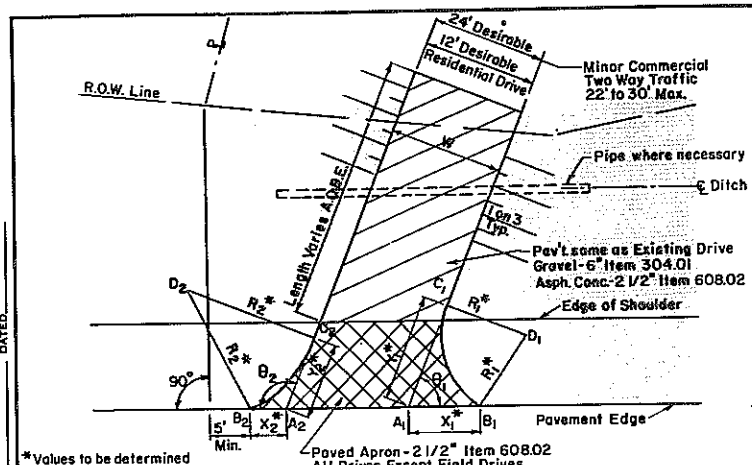 24' Desirable
12' Desirable
Residential Drive
Minor Commercial
Two Way Traffic
22' to 30' Max.
P
R.O.W. Line
W
Pipe where necessary
℄ Ditch
Length Varies A.O.B.E.
1 on 3
Typ.
Pav't. same as Existing Drive
Gravel-6" Item 304.01
Asph. Conc.-2 1/2" Item 608.02
C₁
D₂
R₂*
R₁*
Edge of Shoulder
C₂
D₁
R₂*
R₁*
DATED
90°
θ₂
θ₁
B₂
A₂
A₁
B₁
Pavement Edge
5'
Min.
X₂*
X₁*
*Values to be determined
Paved Apron-2 1/2" Item 608.02
All Drives Except Field Drives